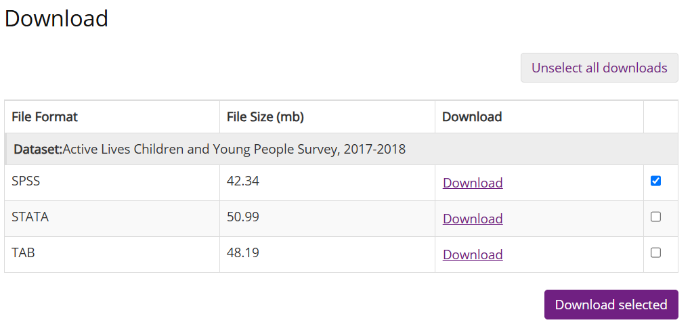 Download
Unselect all downloads
File Format File Size (mb) Download
Dataset:Active Lives Children and Young People Survey, 2017-2018
SPSS 42.34 Download
STATA 50.99 Download
TAB 48.19 Download
Download selected